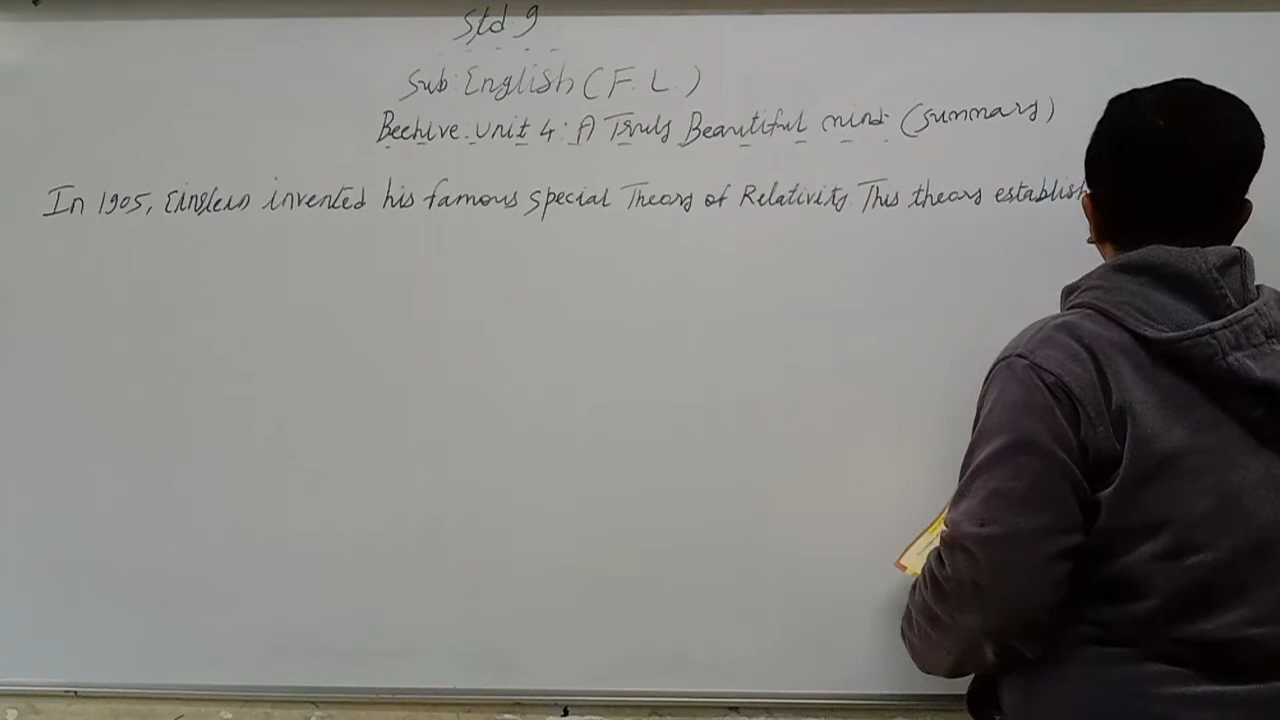 Std 9
Sub: English (F. L.)
Beehive. Unit 4: A Truly Beautiful mind. (Summary)
In 1905, Einstein invented his famous special Theory of Relativity This theory establish